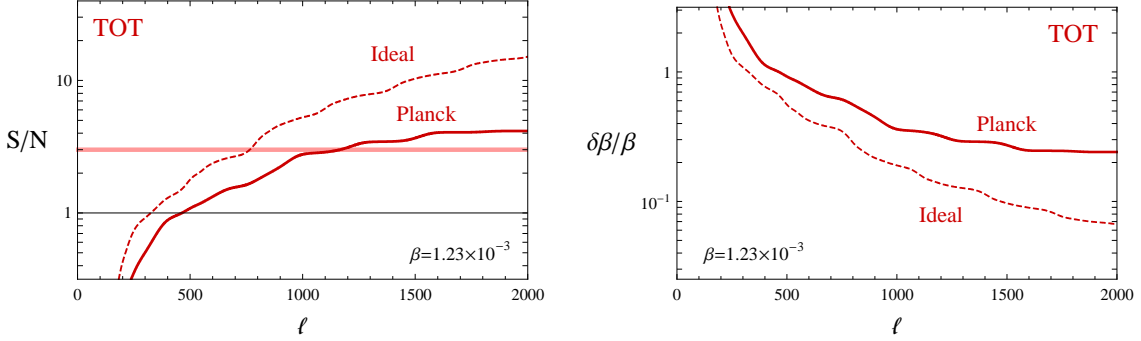 TOT
Ideal
10
Planck
S/N
1
β=1.23×10⁻³
0 500 1000 1500 2000
ℓ
TOT
1
Planck
δβ/β
Ideal
10⁻¹
β=1.23×10⁻³
0 500 1000 1500 2000
ℓ